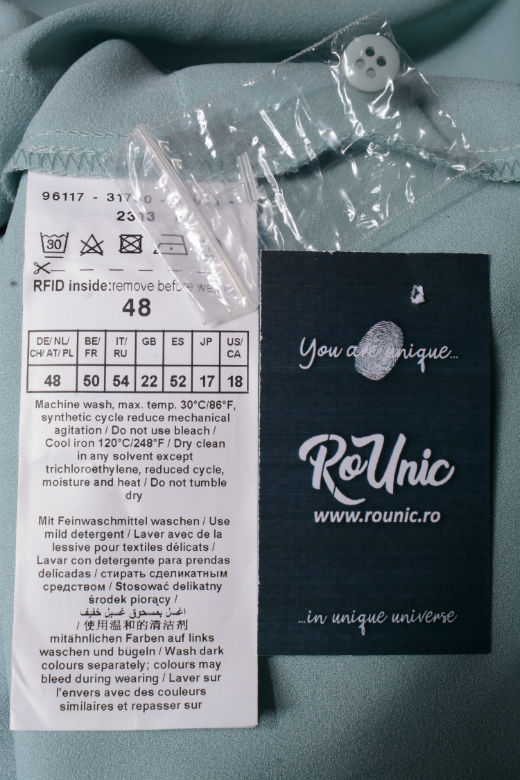 96117 - 317
2313
30
RFID inside: remove before
48
DE/ NL/ CH/ AT/ PL BE/ FR IT/ RU GB ES JP US/ CA
48 50 54 22 52 17 18
Machine wash, max. temp. 30°C/86°F,
synthetic cycle reduce mechanical
agitation / Do not use bleach /
Cool iron 120°C/248°F / Dry clean
in any solvent except
trichloroethylene, reduced cycle,
moisture and heat / Do not tumble
dry
Mit Feinwaschmittel waschen / Use
mild detergent / Laver avec de la
lessive pour textiles délicats /
Lavar con detergente para prendas
delicadas / стирать сделикатным
средством / Stosować delikatny
środek piorący /
اغسل بمسحوق غسيل خفيف
/ 使用温和的清洁剂
mitähnlichen Farben auf links
waschen und bügeln / Wash dark
colours separately; colours may
bleed during wearing / Laver sur
l'envers avec des couleurs
similaires et repasser sur
You are unique...
RoUnic
www.rounic.ro
...in unique universe